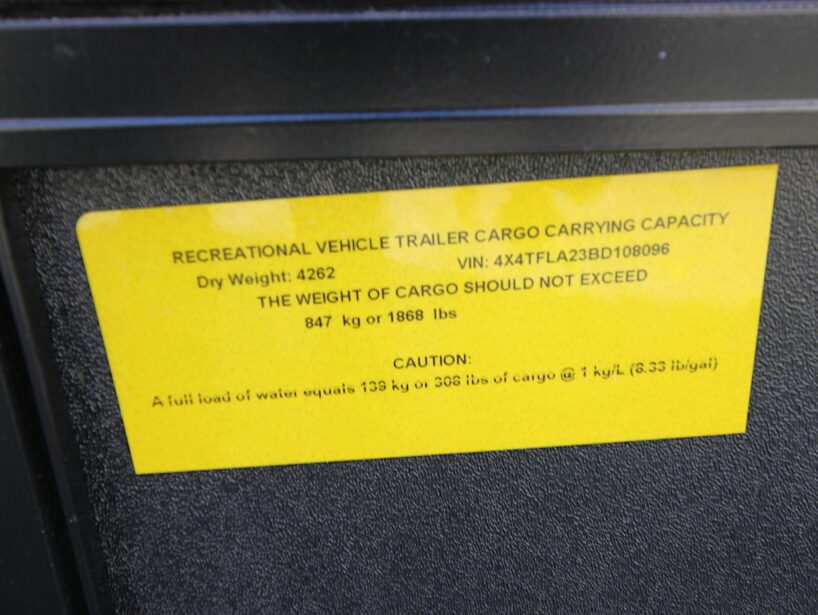 RECREATIONAL VEHICLE TRAILER CARGO CARRYING CAPACITY
Dry Weight: 4262 VIN: 4X4TFLA23BD108096
THE WEIGHT OF CARGO SHOULD NOT EXCEED
847 kg or 1868 lbs
CAUTION:
A full load of water equals 139 kg or 306 lbs of cargo @ 1 kg/L (8.33 lb/gal)